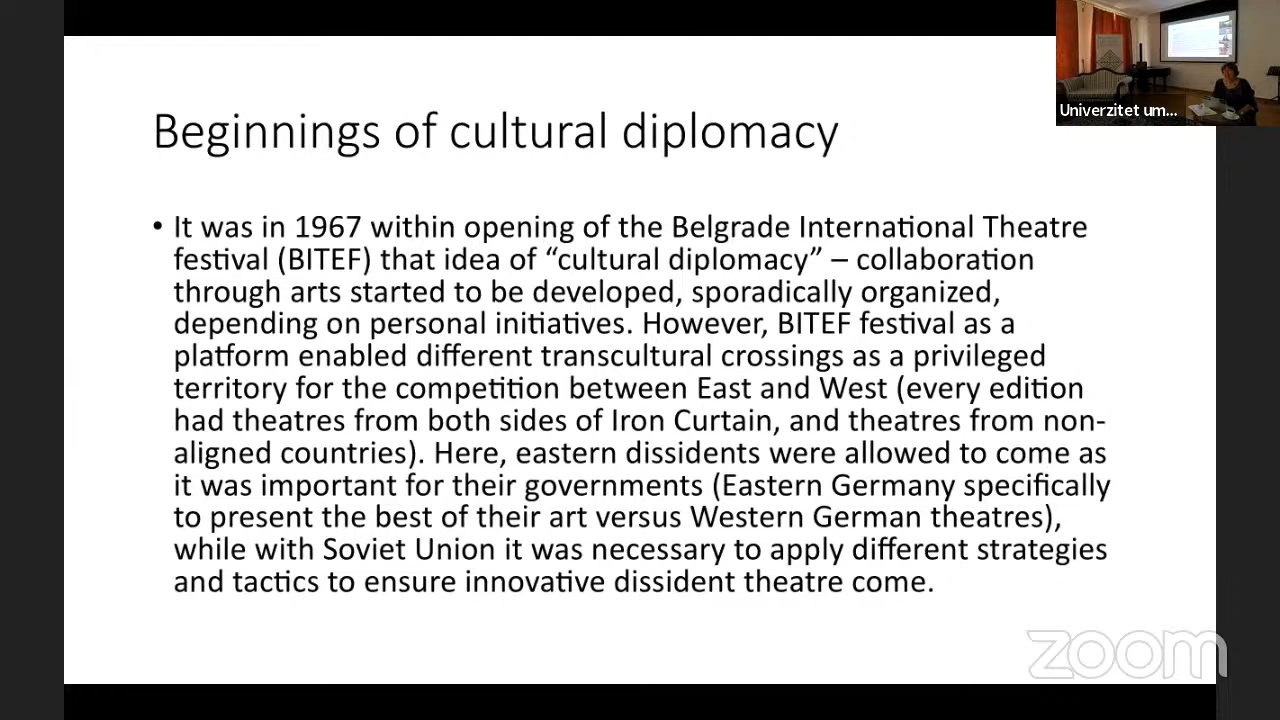 Univerzitet um...
Beginnings of cultural diplomacy
• It was in 1967 within opening of the Belgrade International Theatre
festival (BITEF) that idea of “cultural diplomacy” – collaboration
through arts started to be developed, sporadically organized,
depending on personal initiatives. However, BITEF festival as a
platform enabled different transcultural crossings as a privileged
territory for the competition between East and West (every edition
had theatres from both sides of Iron Curtain, and theatres from non-
aligned countries). Here, eastern dissidents were allowed to come as
it was important for their governments (Eastern Germany specifically
to present the best of their art versus Western German theatres),
while with Soviet Union it was necessary to apply different strategies
and tactics to ensure innovative dissident theatre come.
zoom